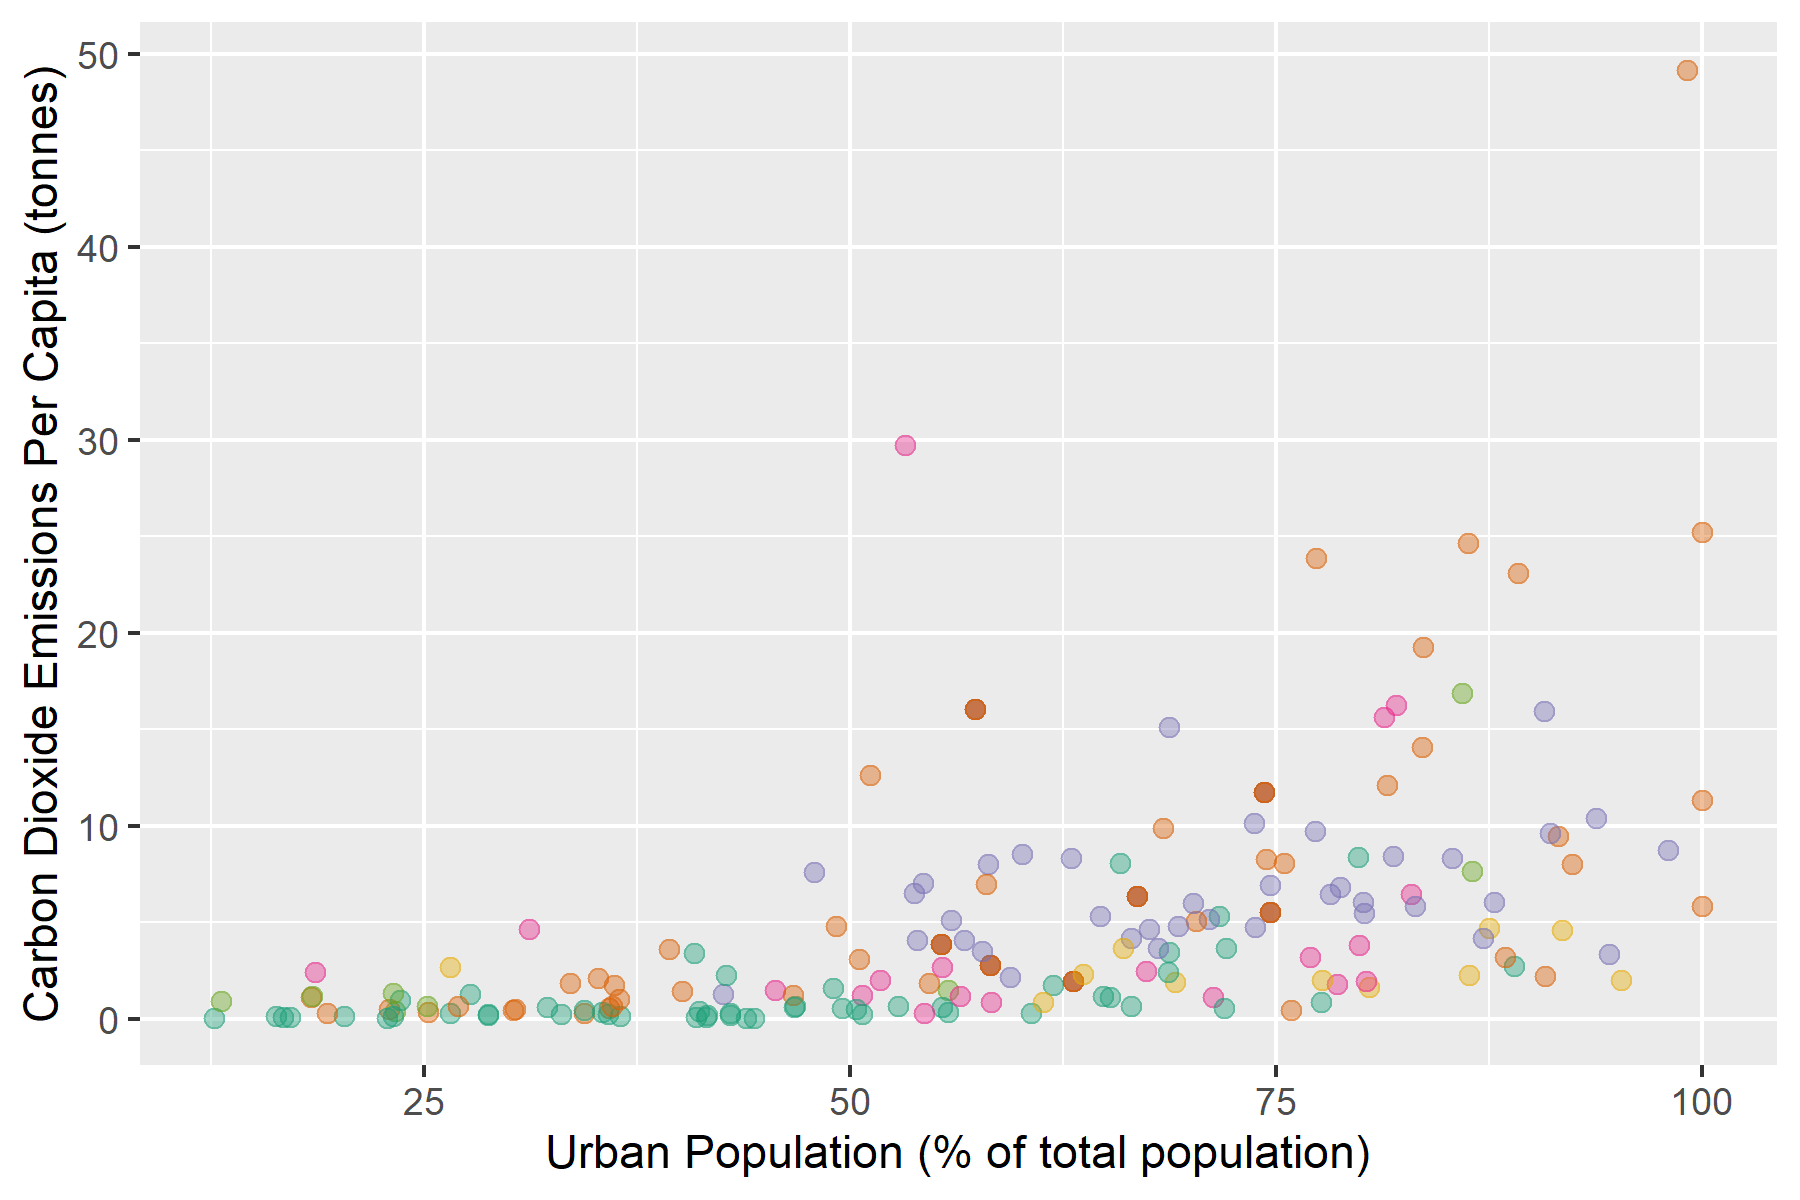 Carbon Dioxide Emissions Per Capita (tonnes)
50
40
30
20
10
0
25 50 75 100
Urban Population (% of total population)